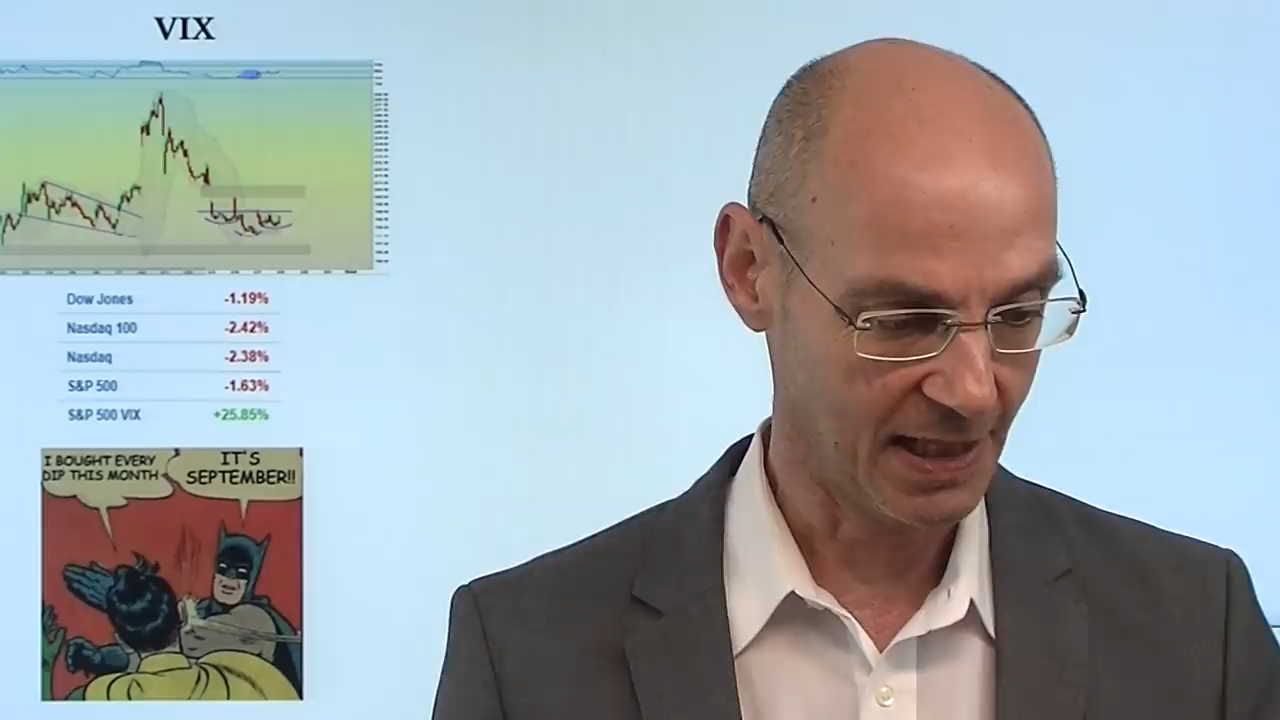 VIX
Dow Jones -1.19%
Nasdaq 100 -2.42%
Nasdaq -2.38%
S&P 500 -1.63%
S&P 500 VIX +25.85%
I BOUGHT EVERY
DIP THIS MONTH
IT'S
SEPTEMBER!!